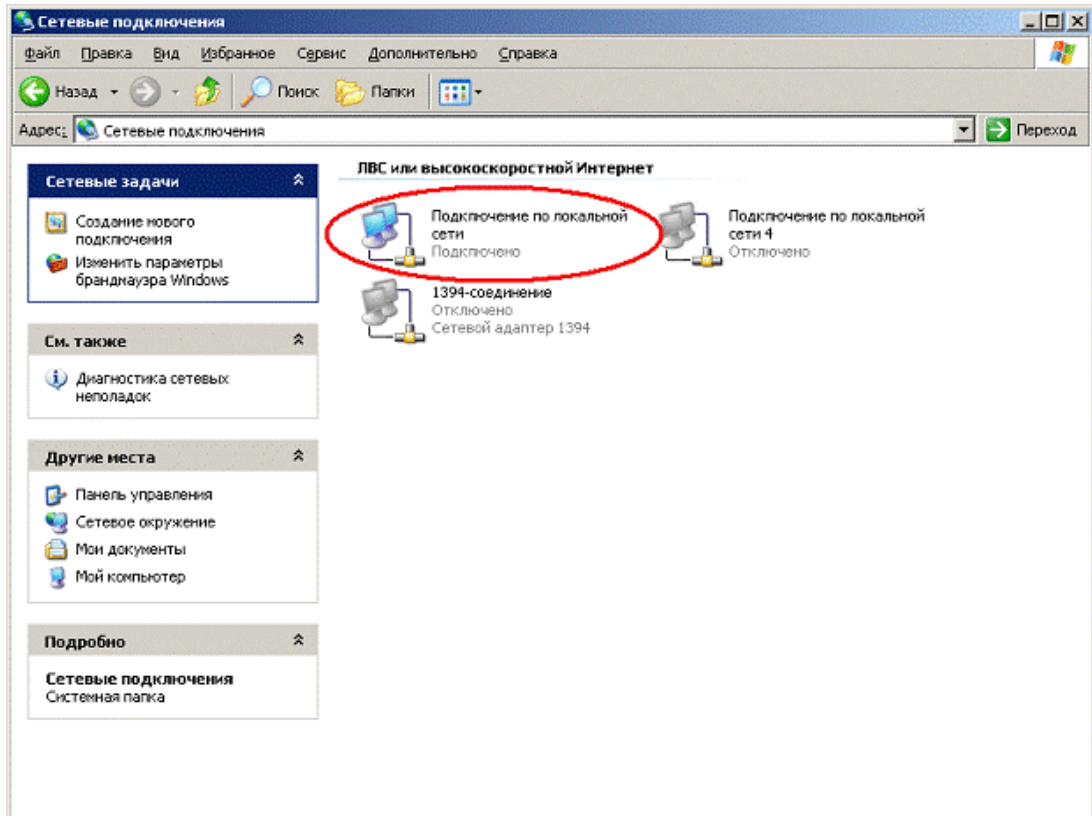 Сетевые подключения
Файл Правка Вид Избранное Сервис Дополнительно Справка
Назад Поиск Папки
Адрес: Сетевые подключения Переход
Сетевые задачи
Создание нового
подключения
Изменить параметры
брандмауэра Windows
См. также
Диагностика сетевых
неполадок
Другие места
Панель управления
Сетевое окружение
Мои документы
Мой компьютер
Подробно
Сетевые подключения
Системная папка
ЛВС или высокоскоростной Интернет
Подключение по локальной
сети
Подключено
Подключение по локальной
сети 4
Отключено
1394-соединение
Отключено
Сетевой адаптер 1394